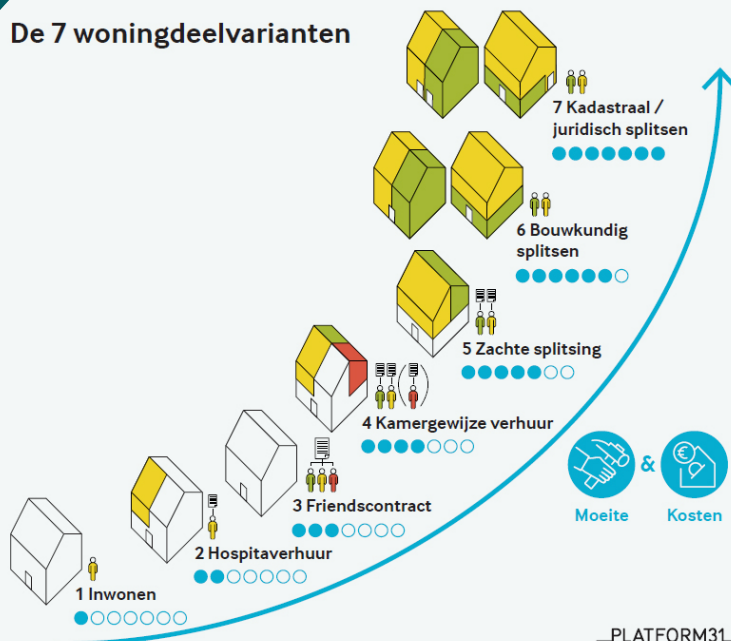 De 7 woningdeelvarianten
7 Kadastraal /
juridisch splitsen
6 Bouwkundig
splitsen
5 Zachte splitsing
4 Kamergewijze verhuur
3 Friendscontract
2 Hospitaverhuur
1 Inwonen
€
&
Moeite
Kosten
PLATFORM31